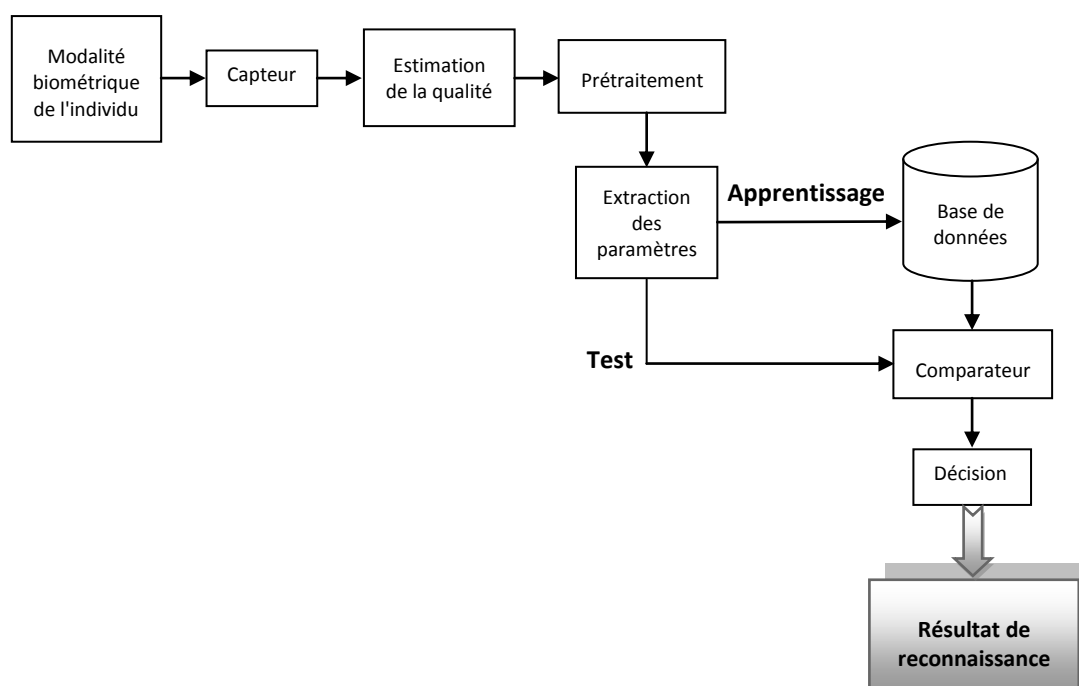 Modalité
biométrique
de l'individu
Capteur
Estimation
de la qualité
Prétraitement
Extraction
des
paramètres
Apprentissage
Base de
données
Test
Comparateur
Décision
Résultat de
reconnaissance